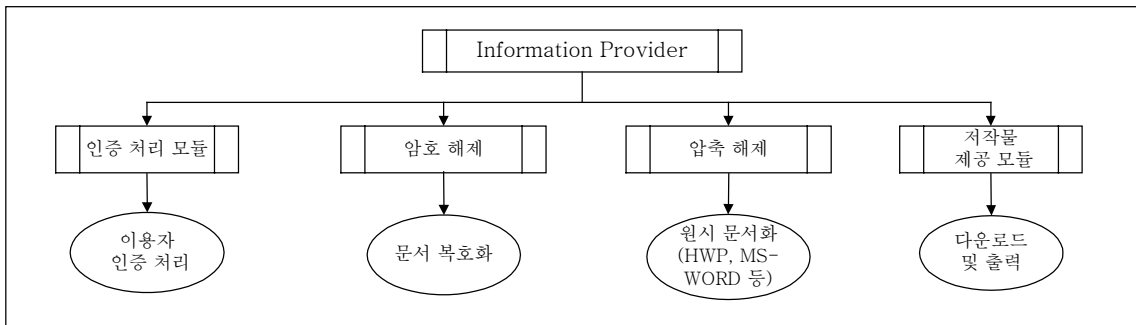 Information Provider
인증 처리 모듈
암호 해제
압축 해제
저작물
제공 모듈
이용자
인증 처리
문서 복호화
원시 문서화
(HWP, MS-
WORD 등)
다운로드
및 출력